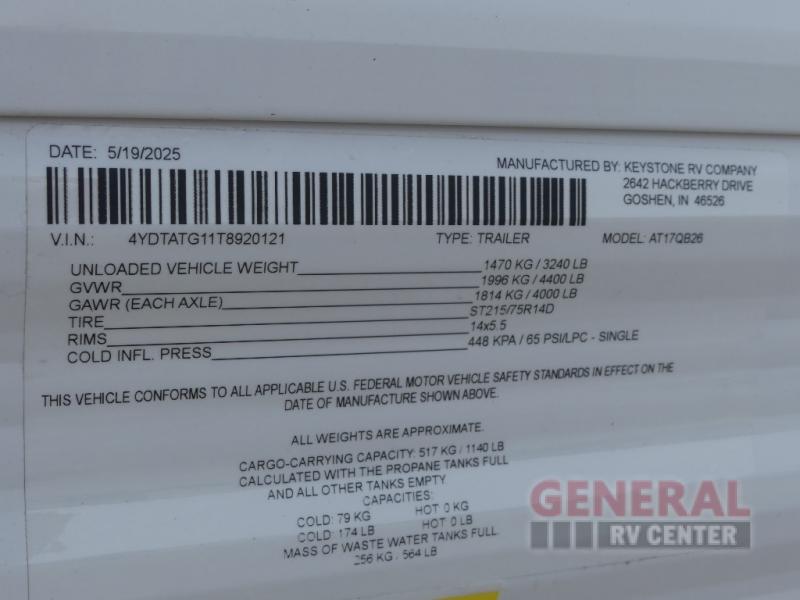 DATE: 5/19/2025
MANUFACTURED BY: KEYSTONE RV COMPANY
2642 HACKBERRY DRIVE
GOSHEN, IN 46526
V.I.N.: 4YDTATG11T8920121 TYPE: TRAILER MODEL: AT17QB26
UNLOADED VEHICLE WEIGHT 1470 KG / 3240 LB
GVWR 1996 KG / 4400 LB
GAWR (EACH AXLE) 1814 KG / 4000 LB
TIRE ST215/75R14D
RIMS 14x5.5
COLD INFL. PRESS 448 KPA / 65 PSI/LPC - SINGLE
THIS VEHICLE CONFORMS TO ALL APPLICABLE U.S. FEDERAL MOTOR VEHICLE SAFETY STANDARDS IN EFFECT ON THE
DATE OF MANUFACTURE SHOWN ABOVE.
ALL WEIGHTS ARE APPROXIMATE.
CARGO-CARRYING CAPACITY: 517 KG / 1140 LB
CALCULATED WITH THE PROPANE TANKS FULL
AND ALL OTHER TANKS EMPTY
CAPACITIES:
COLD: 79 KG HOT: 0 KG
COLD: 174 LB HOT: 0 LB
MASS OF WASTE WATER TANKS FULL
256 KG / 564 LB
GENERAL
RV CENTER